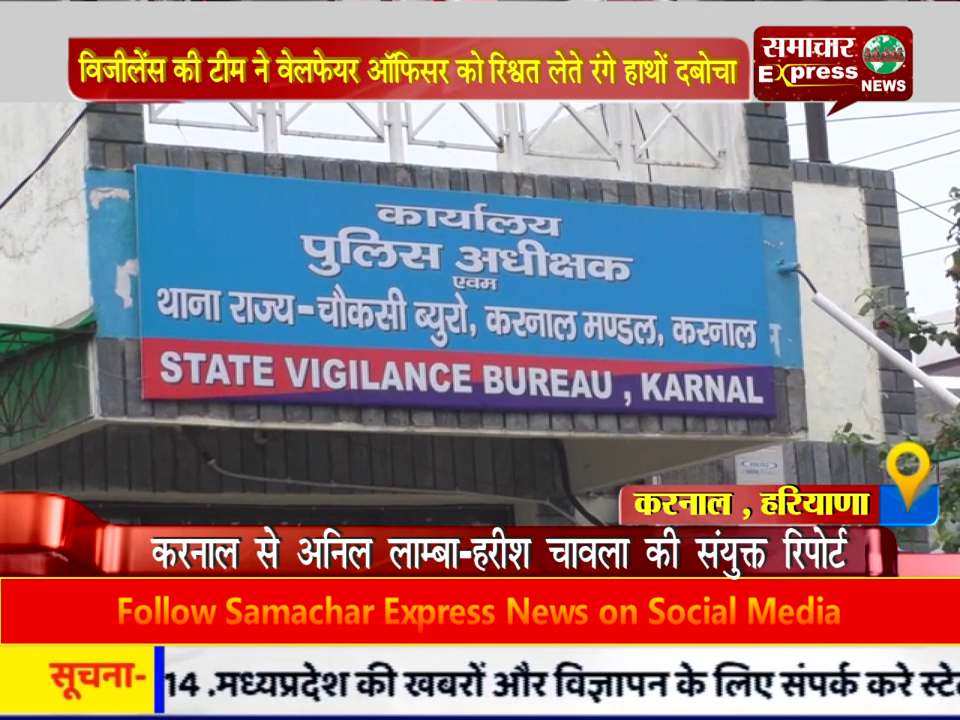 विजीलेंस की टीम ने वेलफेयर ऑफिसर को रिश्वत लेते रंगे हाथों दबोचा
समाचार
Express
NEWS
कार्यालय
पुलिस अधीक्षक
एवम
थाना राज्य-चौकसी ब्युरो, करनाल मण्डल, करनाल
STATE VIGILANCE BUREAU , KARNAL
करनाल , हरियाणा
करनाल से अनिल लाम्बा-हरीश चावला की संयुक्त रिपोर्ट
Follow Samachar Express News on Social Media
सूचना- 14 .मध्यप्रदेश की खबरों और विज्ञापन के लिए संपर्क करे